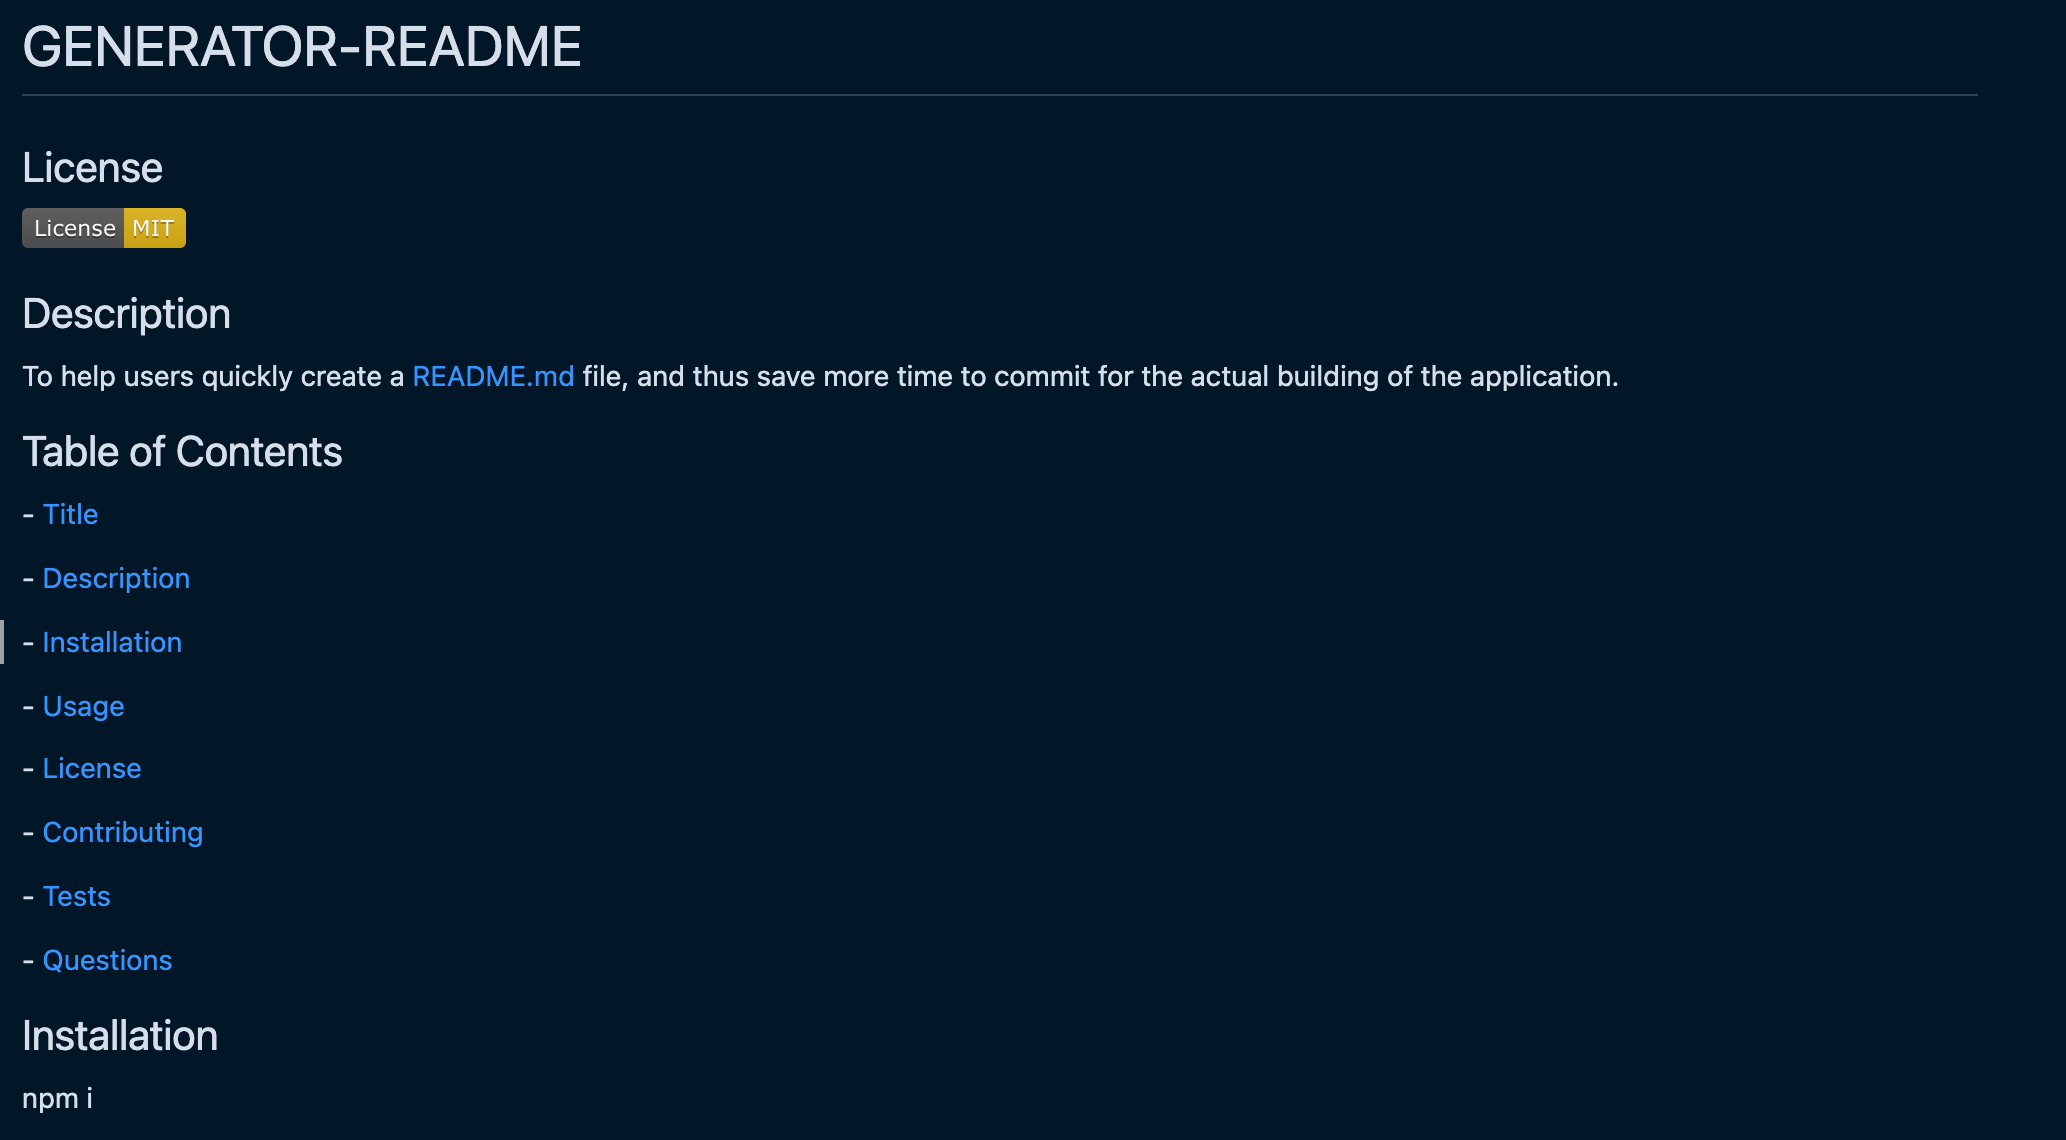 GENERATOR-README
License
License MIT
Description
To help users quickly create a README.md file, and thus save more time to commit for the actual building of the application.
Table of Contents
- Title
- Description
- Installation
- Usage
- License
- Contributing
- Tests
- Questions
Installation
npm i